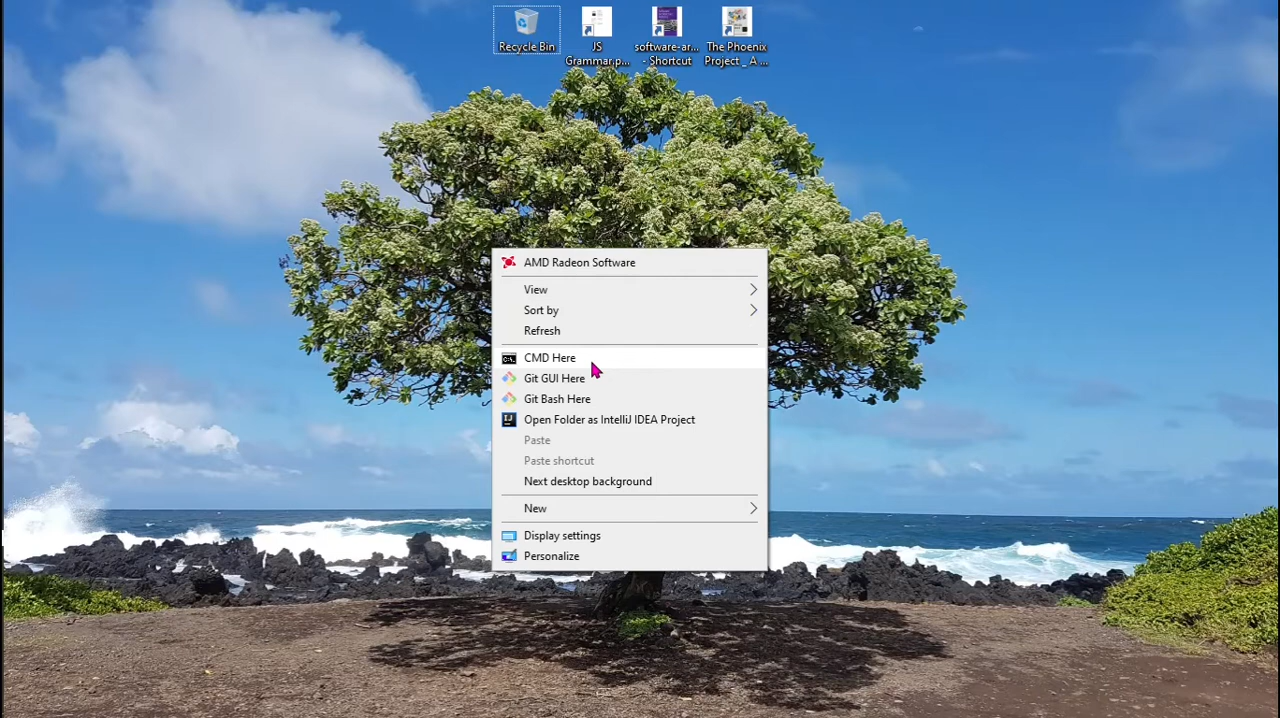 Recycle Bin
JS
Grammar.p...
software-ar...
- Shortcut
The Phoenix
Project _ A ...
AMD Radeon Software
View
Sort by
Refresh
CMD Here
Git GUI Here
Git Bash Here
Open Folder as IntelliJ IDEA Project
Paste
Paste shortcut
Next desktop background
New
Display settings
Personalize